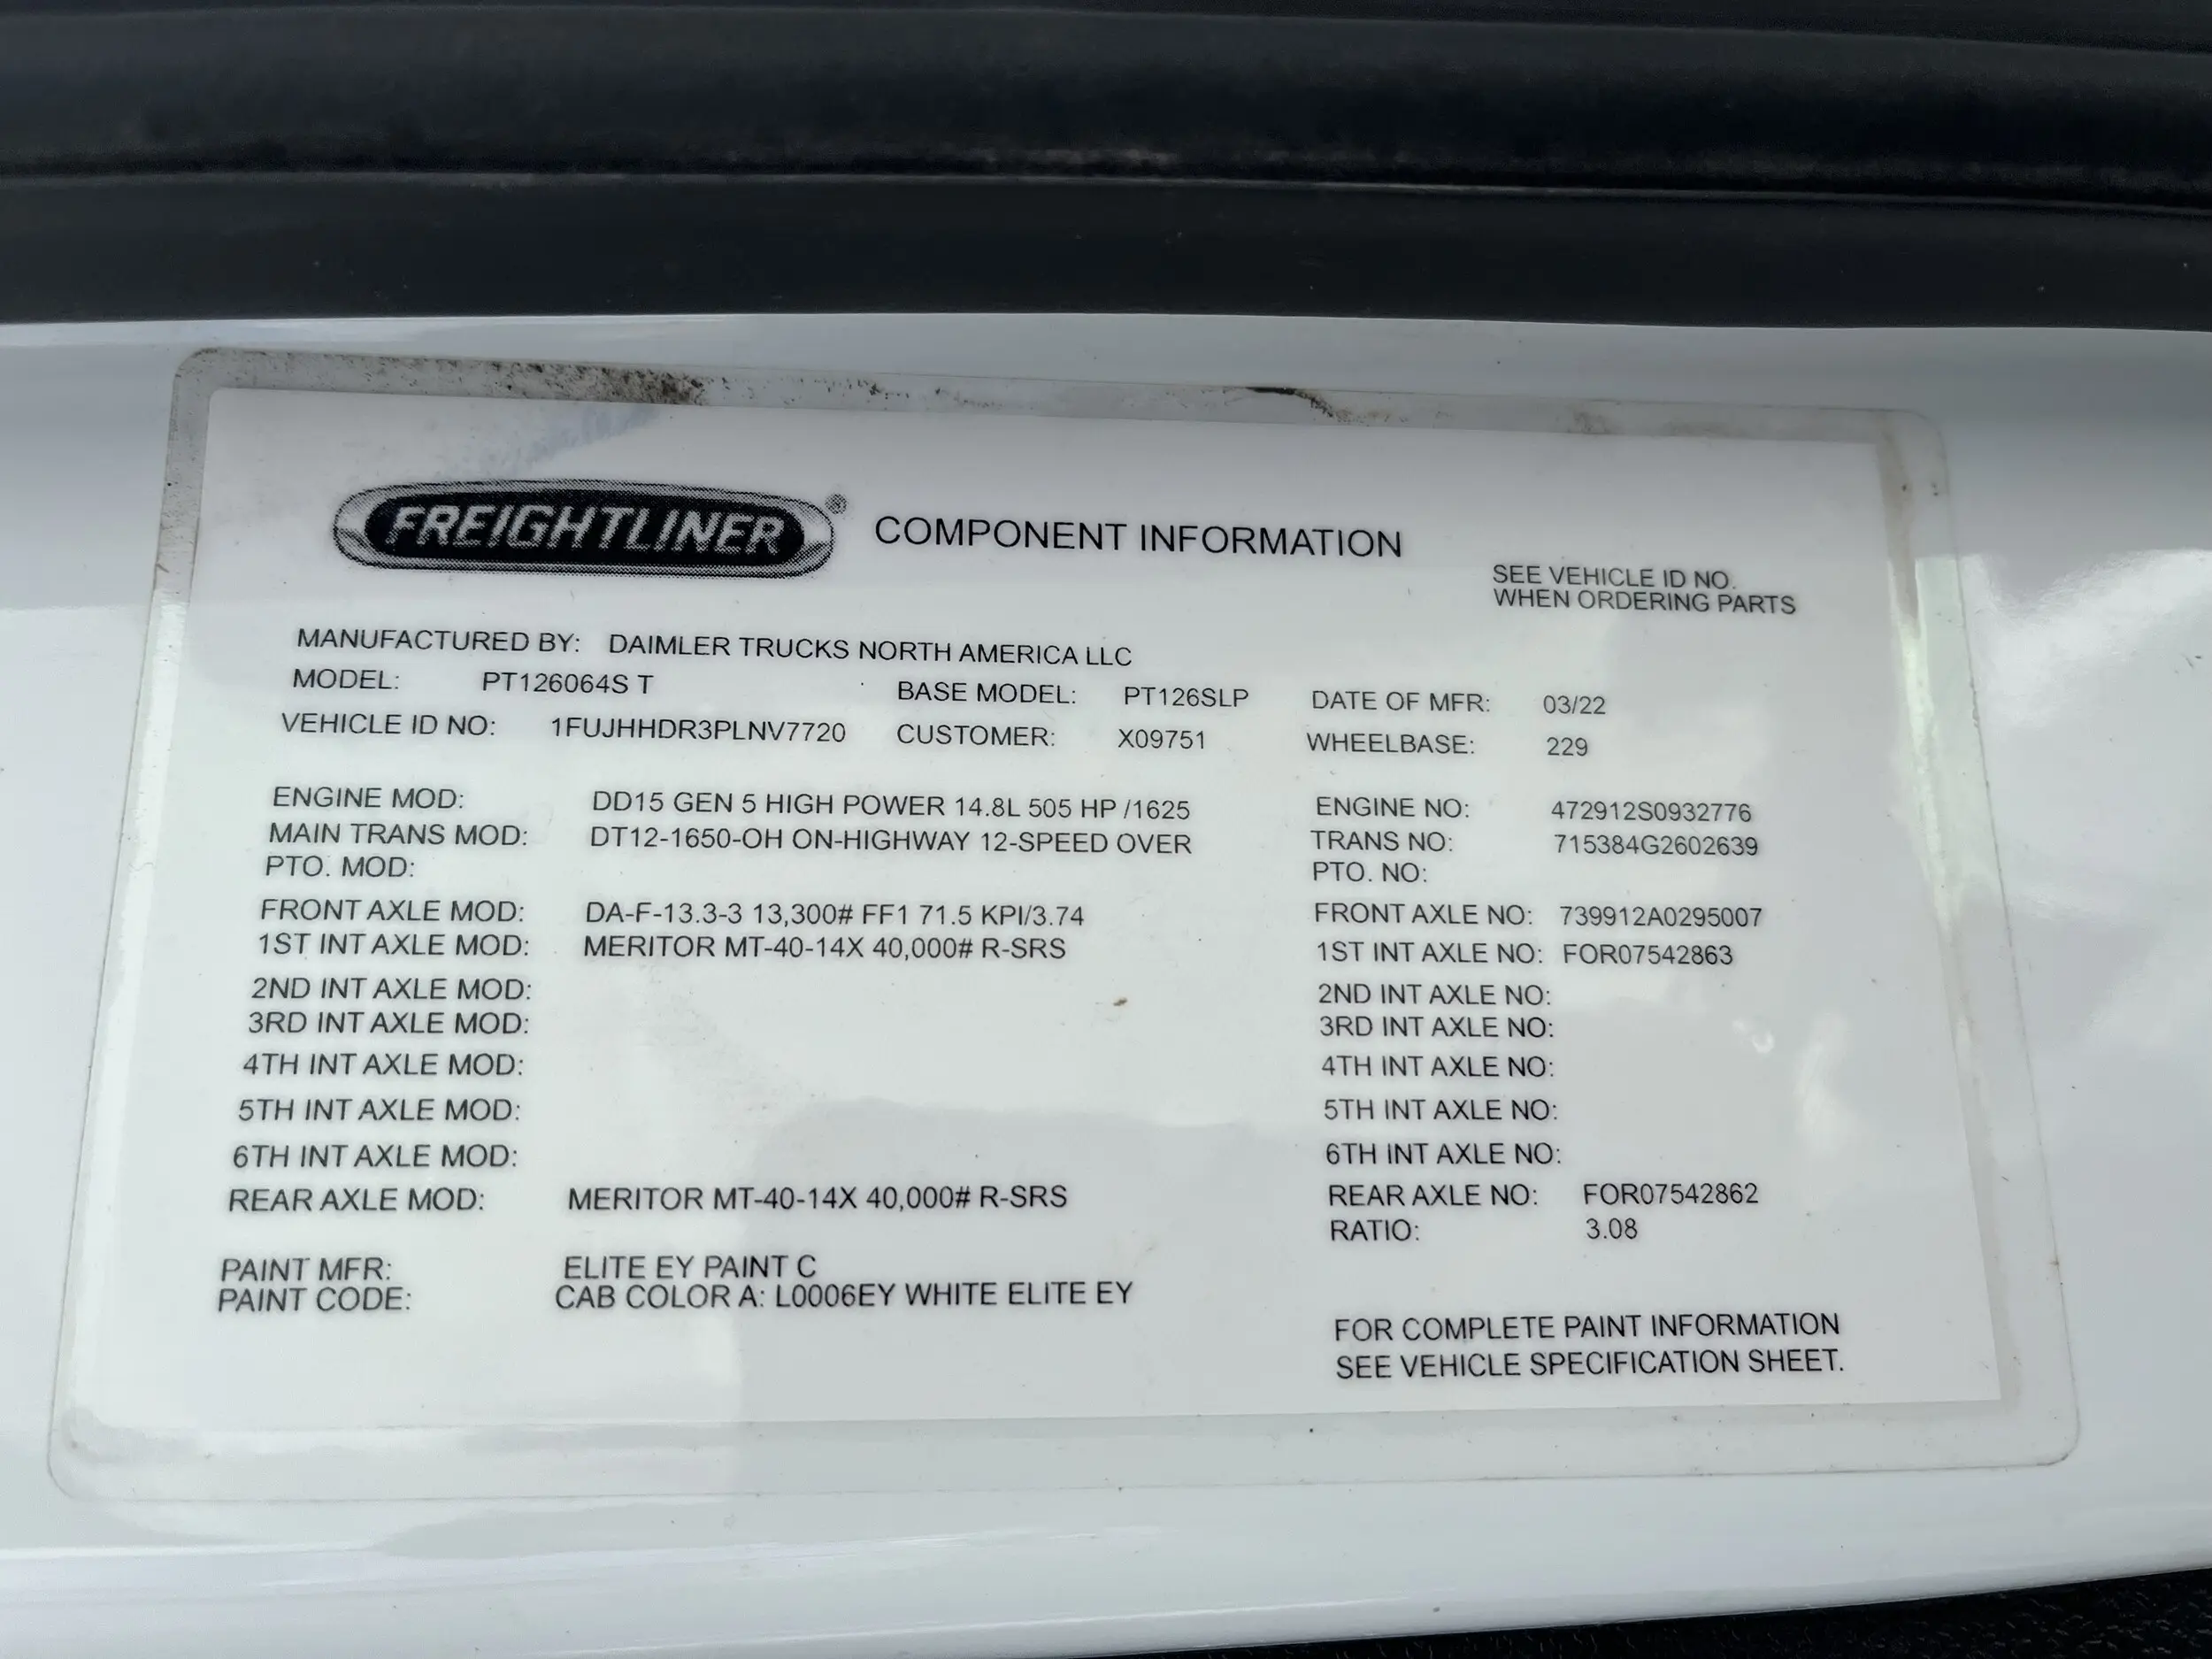 FREIGHTLINER ® COMPONENT INFORMATION
SEE VEHICLE ID NO.
WHEN ORDERING PARTS
MANUFACTURED BY: DAIMLER TRUCKS NORTH AMERICA LLC
MODEL: PT126064S T BASE MODEL: PT126SLP DATE OF MFR: 03/22
VEHICLE ID NO: 1FUJHHDR3PLNV7720 CUSTOMER: X09751 WHEELBASE: 229
ENGINE MOD: DD15 GEN 5 HIGH POWER 14.8L 505 HP /1625 ENGINE NO: 472912S0932776
MAIN TRANS MOD: DT12-1650-OH ON-HIGHWAY 12-SPEED OVER TRANS NO: 715384G2602639
PTO. MOD: PTO. NO:
FRONT AXLE MOD: DA-F-13.3-3 13,300# FF1 71.5 KPI/3.74 FRONT AXLE NO: 739912A0295007
1ST INT AXLE MOD: MERITOR MT-40-14X 40,000# R-SRS 1ST INT AXLE NO: FOR07542863
2ND INT AXLE MOD: 2ND INT AXLE NO:
3RD INT AXLE MOD: 3RD INT AXLE NO:
4TH INT AXLE MOD: 4TH INT AXLE NO:
5TH INT AXLE MOD: 5TH INT AXLE NO:
6TH INT AXLE MOD: 6TH INT AXLE NO:
REAR AXLE MOD: MERITOR MT-40-14X 40,000# R-SRS REAR AXLE NO: FOR07542862
RATIO: 3.08
PAINT MFR: ELITE EY PAINT C
PAINT CODE: CAB COLOR A: L0006EY WHITE ELITE EY
FOR COMPLETE PAINT INFORMATION
SEE VEHICLE SPECIFICATION SHEET.